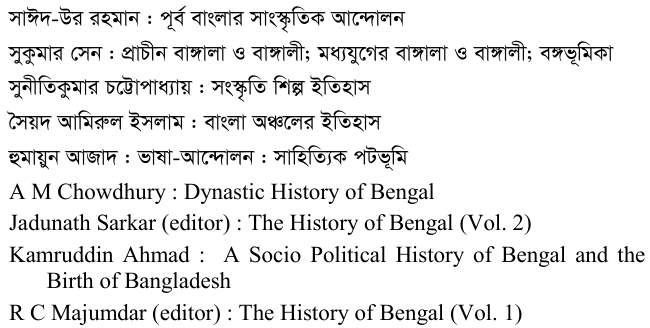 সাঈদ-উর রহমান : পূর্ব বাংলার সাংস্কৃতিক আন্দোলন
সুকুমার সেন : প্রাচীন বাঙ্গালা ও বাঙ্গালী; মধ্যযুগের বাঙ্গালা ও বাঙ্গালী; বঙ্গভূমিকা
সুনীতিকুমার চট্টোপাধ্যায় : সংস্কৃতি শিল্প ইতিহাস
সৈয়দ আমিরুল ইসলাম : বাংলা অঞ্চলের ইতিহাস
হুমায়ুন আজাদ : ভাষা-আন্দোলন : সাহিত্যিক পটভূমি
A M Chowdhury : Dynastic History of Bengal
Jadunath Sarkar (editor) : The History of Bengal (Vol. 2)
Kamruddin Ahmad : A Socio Political History of Bengal and the
Birth of Bangladesh
R C Majumdar (editor) : The History of Bengal (Vol. 1)